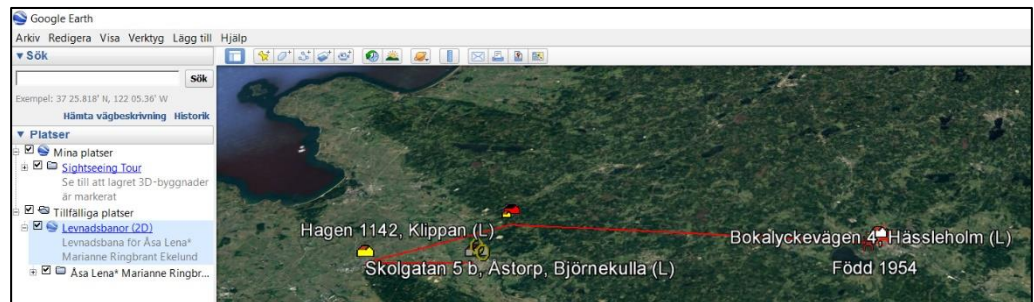 Google Earth
Arkiv Redigera Visa Verktyg Lägg till Hjälp
▼ Sök
Sök
Exempel: 37 25.818' N, 122 05.36' W
Hämta vägbeskrivning Historik
▼ Platser
Mina platser
Sightseeing Tour
Se till att lagret 3D-byggnader
är markerat
Tillfälliga platser
Levnadsbanor (2D)
Levnadsbana för Åsa Lena*
Marianne Ringbrant Ekelund
Åsa Lena* Marianne Ringbr...
Hagen 1142, Klippan (L)
Bokalyckevägen 4, Hässleholm (L)
Skolgatan 5 b, Åstorp, Björnekulla (L)
Född 1954